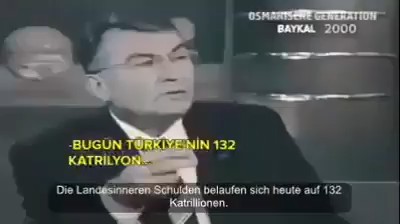 OSMANISCHE GENERATION
BAYKAL 2000
-BUGÜN TÜRKİYE'NİN 132
KATRİLYON...
Die Landesinneren Schulden belaufen sich heute auf 132
Katrillionen.